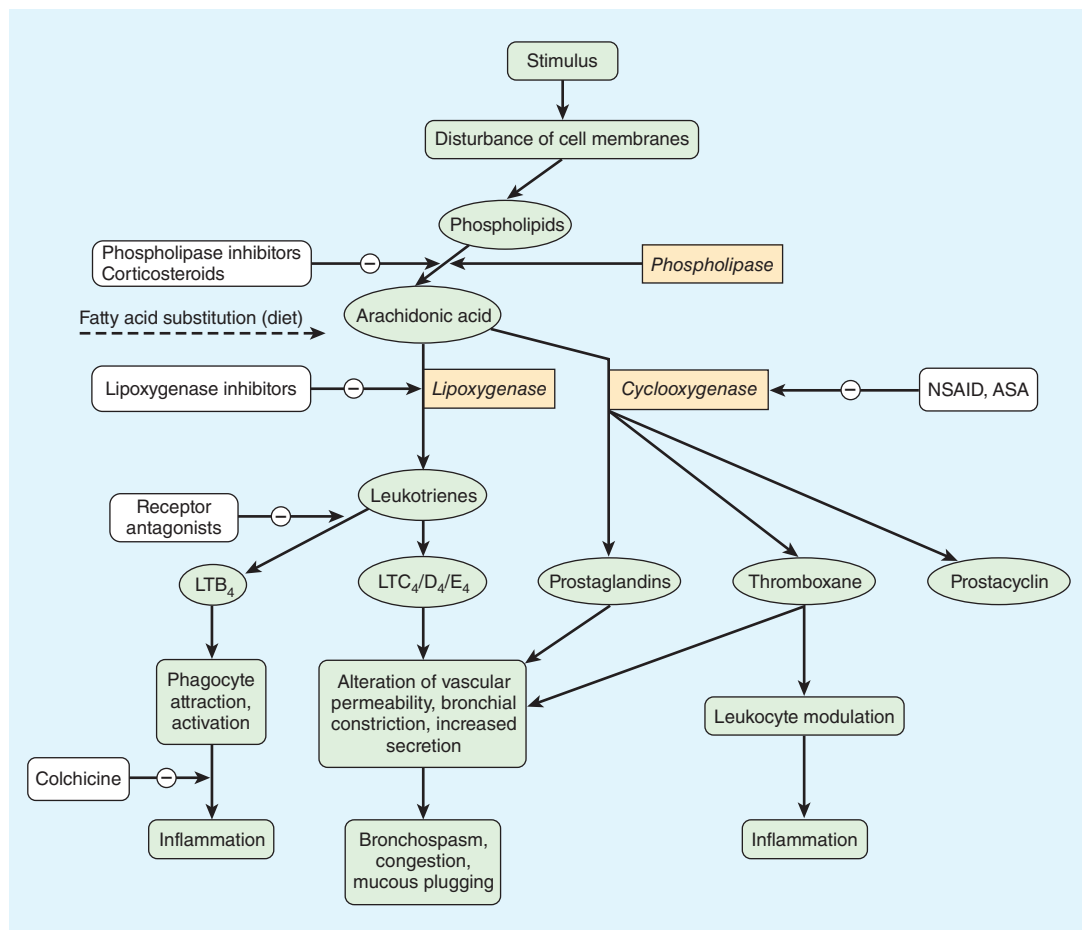 Stimulus
Disturbance of cell membranes
Phospholipids
Phospholipase inhibitors
Corticosteroids
−
Phospholipase
Arachidonic acid
Fatty acid substitution (diet)
Lipoxygenase inhibitors
−
Lipoxygenase
Cyclooxygenase
−
NSAID, ASA
Leukotrienes
Receptor
antagonists
−
LTB₄
LTC₄/D₄/E₄
Prostaglandins
Thromboxane
Prostacyclin
Phagocyte
attraction,
activation
Alteration of vascular
permeability, bronchial
constriction, increased
secretion
Leukocyte modulation
Colchicine
−
Inflammation
Bronchospasm,
congestion,
mucous plugging
Inflammation